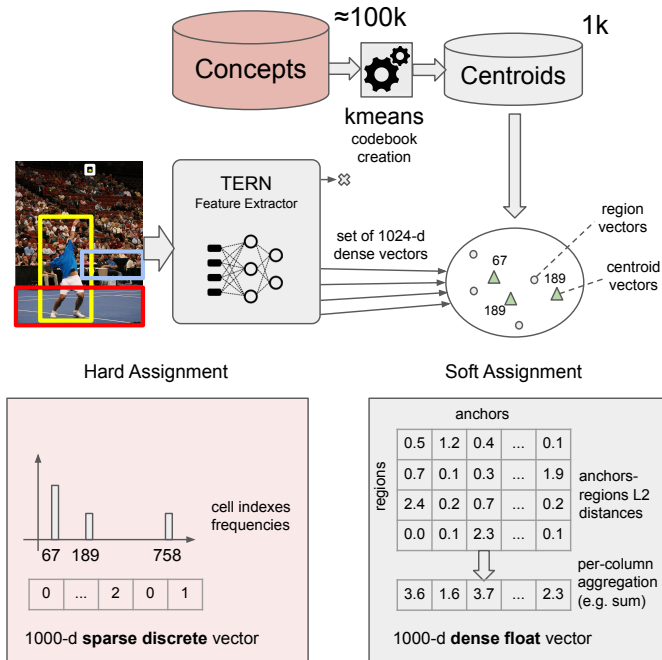 ≈100k
1k
Concepts
Centroids
kmeans
codebook
creation
TERN
Feature Extractor
set of 1024-d
dense vectors
region
vectors
67
189
centroid
vectors
189
Hard Assignment
Soft Assignment
cell indexes
frequencies
67 189 758
0 ... 2 0 1
1000-d sparse discrete vector
anchors
regions
0.5 1.2 0.4 ... 0.1
0.7 0.1 0.3 ... 1.9
2.4 0.2 0.7 ... 0.2
0.0 0.1 2.3 ... 0.1
anchors-
regions L2
distances
3.6 1.6 3.7 ... 2.3
per-column
aggregation
(e.g. sum)
1000-d dense float vector